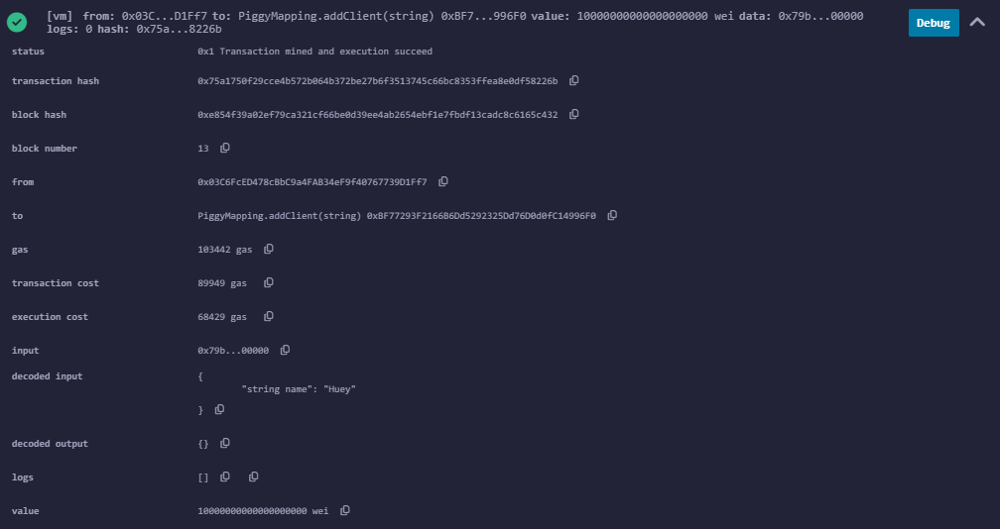 [vm] from: 0x03C...D1Ff7 to: PiggyMapping.addClient(string) 0xBF7...996F0 value: 10000000000000000000 wei data: 0x79b...00000
logs: 0 hash: 0x75a...8226b
Debug
status 0x1 Transaction mined and execution succeed
transaction hash 0x75a1750f29cce4b572b064b372be27b6f3513745c66bc8353ffea8e0df58226b
block hash 0xe854f39a02ef79ca321cf66be0d39ee4ab2654ebf1e7fbdf13cadc8c6165c432
block number 13
from 0x03C6FcED478cBbC9a4FAB34eF9f40767739D1Ff7
to PiggyMapping.addClient(string) 0xBF77293F2166B6Dd5292325Dd76D0d0fC14996F0
gas 103442 gas
transaction cost 89949 gas
execution cost 68429 gas
input 0x79b...00000
decoded input {
"string name": "Huey"
}
decoded output {}
logs []
value 10000000000000000000 wei